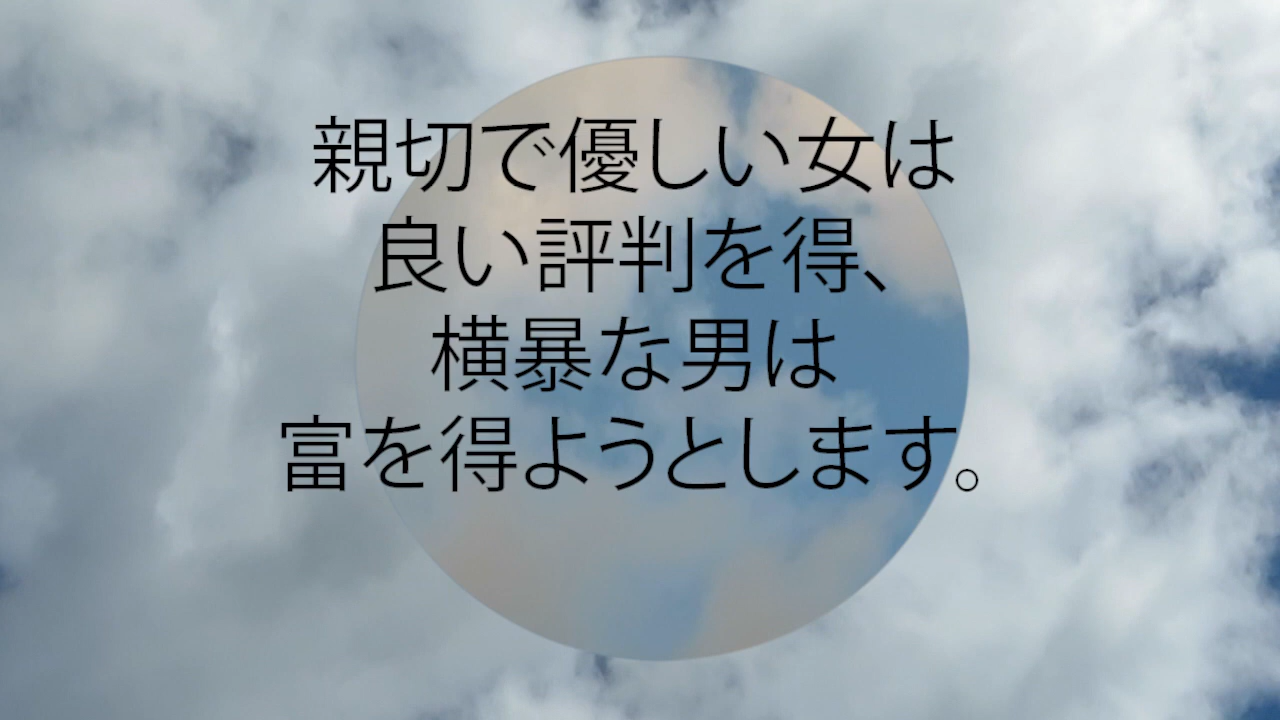 親切で優しい女は
良い評判を得、
横暴な男は
富を得ようとします。